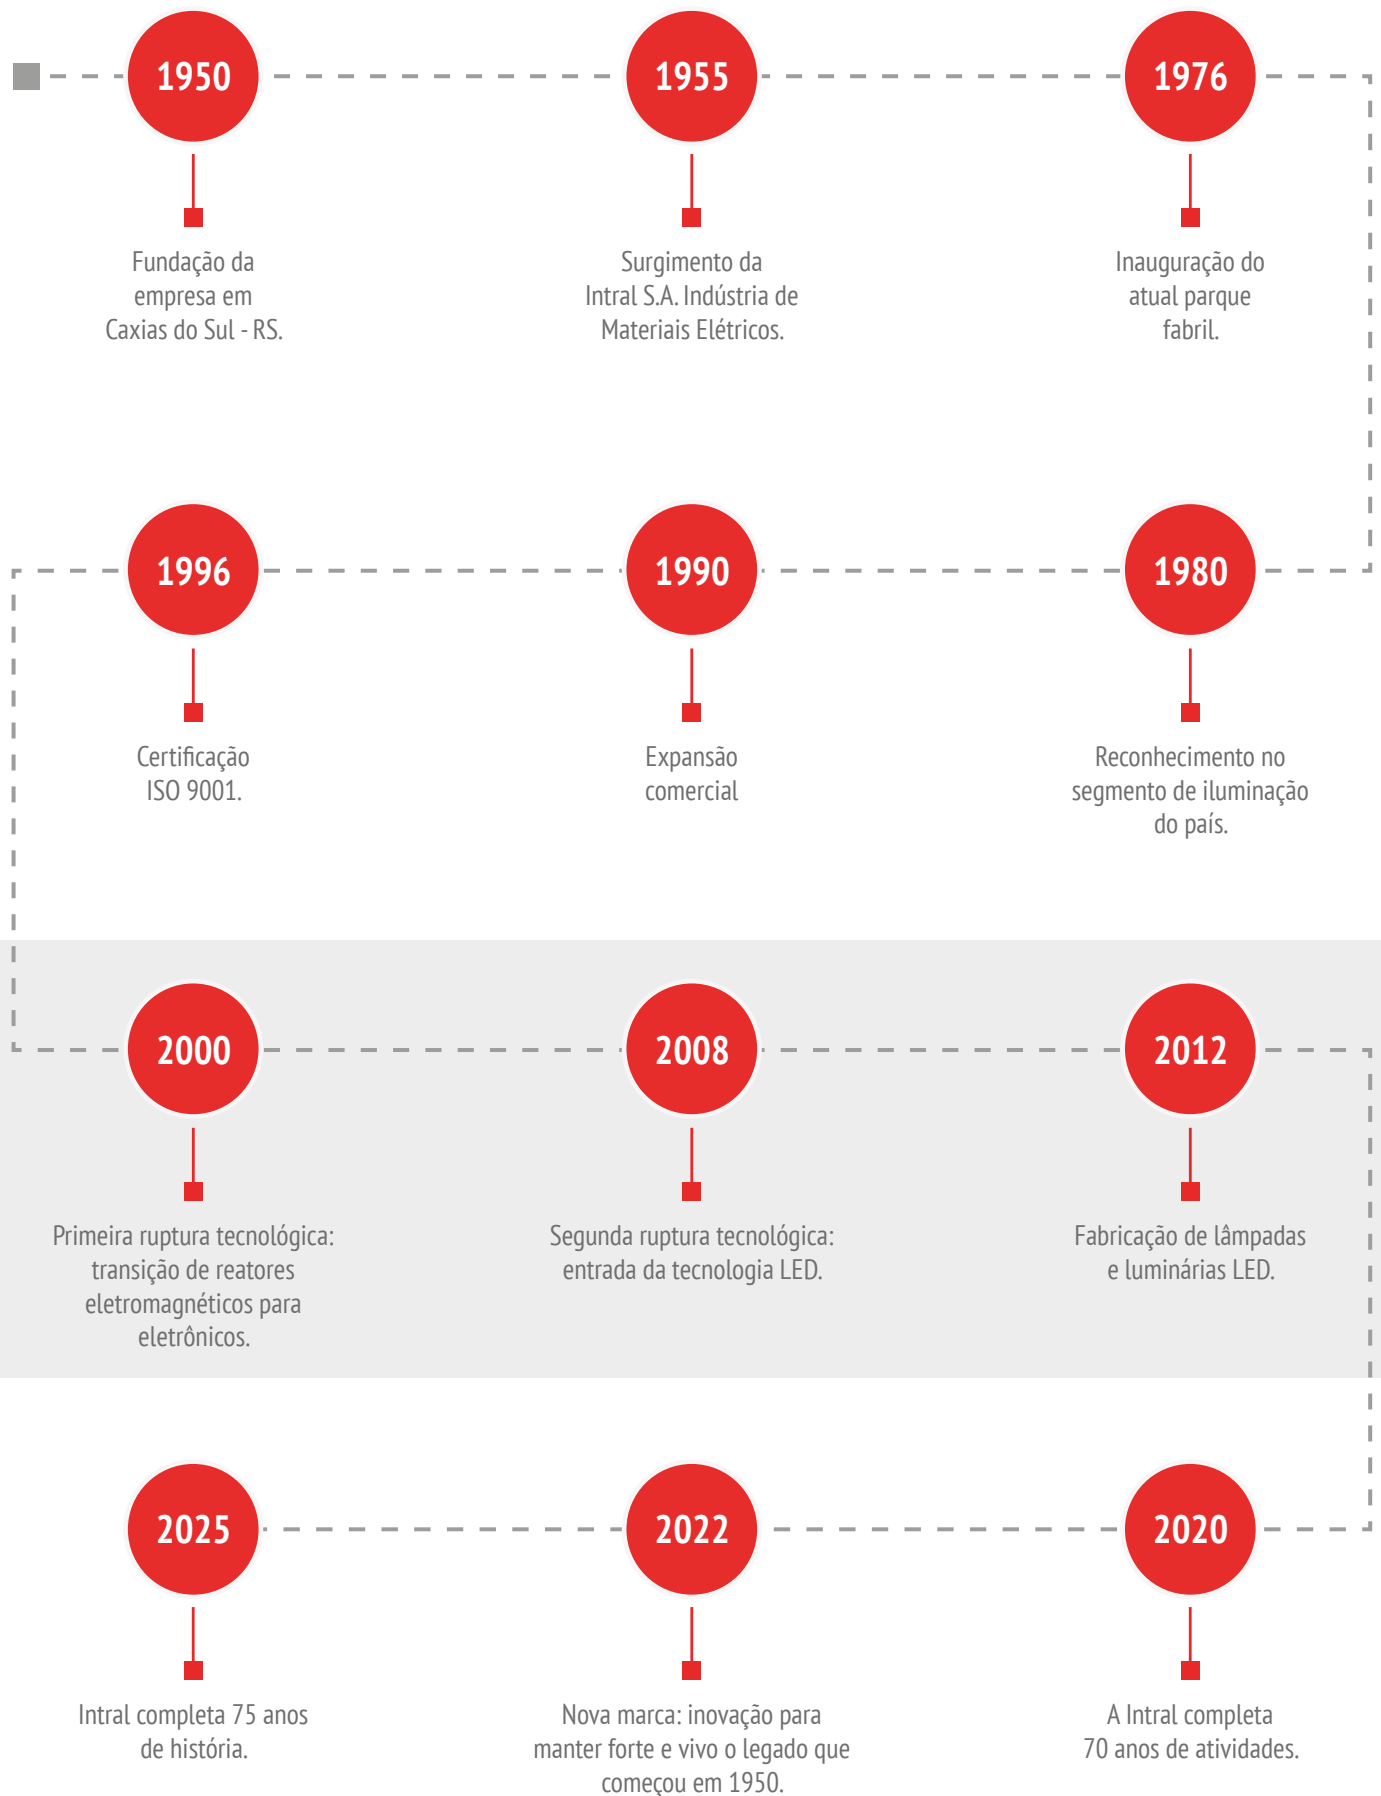 1950
Fundação da
empresa em
Caxias do Sul - RS.
1955
Surgimento da
Intral S.A. Indústria de
Materiais Elétricos.
1976
Inauguração do
atual parque
fabril.
1980
Reconhecimento no
segmento de iluminação
do país.
1990
Expansão
comercial
1996
Certificação
ISO 9001.
2000
Primeira ruptura tecnológica:
transição de reatores
eletromagnéticos para
eletrônicos.
2008
Segunda ruptura tecnológica:
entrada da tecnologia LED.
2012
Fabricação de lâmpadas
e luminárias LED.
2020
A Intral completa
70 anos de atividades.
2022
Nova marca: inovação para
manter forte e vivo o legado que
começou em 1950.
2025
Intral completa 75 anos
de história.